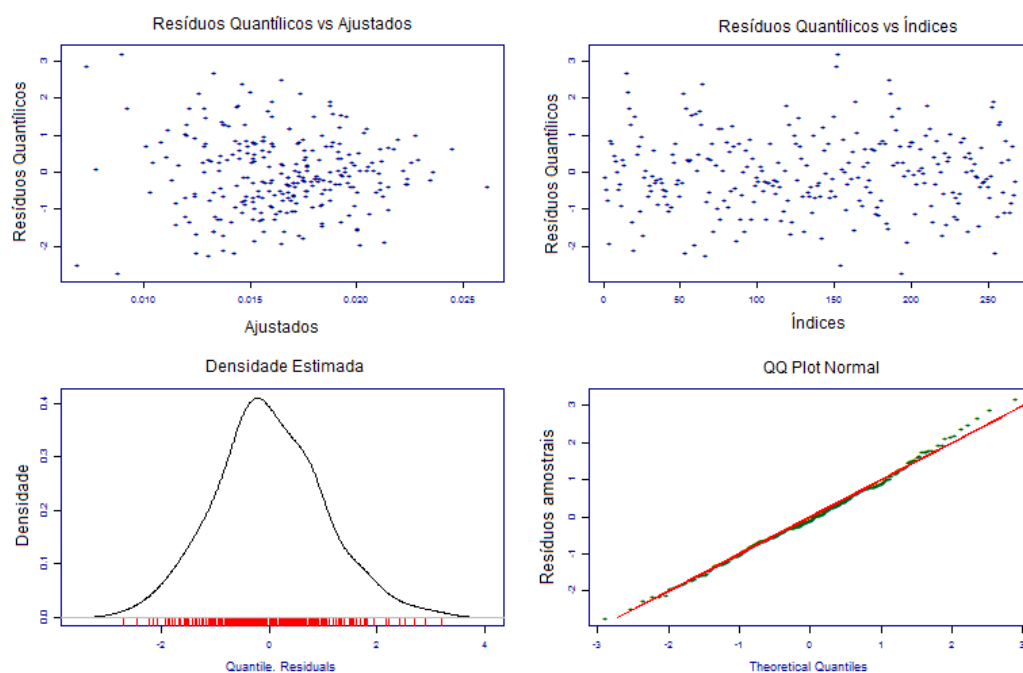 Resíduos Quantílicos vs Ajustados
Resíduos Quantílicos
3
2
1
0
-1
-2
0.010 0.015 0.020 0.025
Ajustados
Resíduos Quantílicos vs Índices
Resíduos Quantílicos
3
2
1
0
-1
-2
0 50 100 150 200 250
Índices
Densidade Estimada
Densidade
0.4
0.3
0.2
0.1
0.0
-2 0 2 4
Quantile. Residuals
QQ Plot Normal
Resíduos amostrais
3
2
1
0
-1
-2
-3 -2 -1 0 1 2 3
Theoretical Quantiles